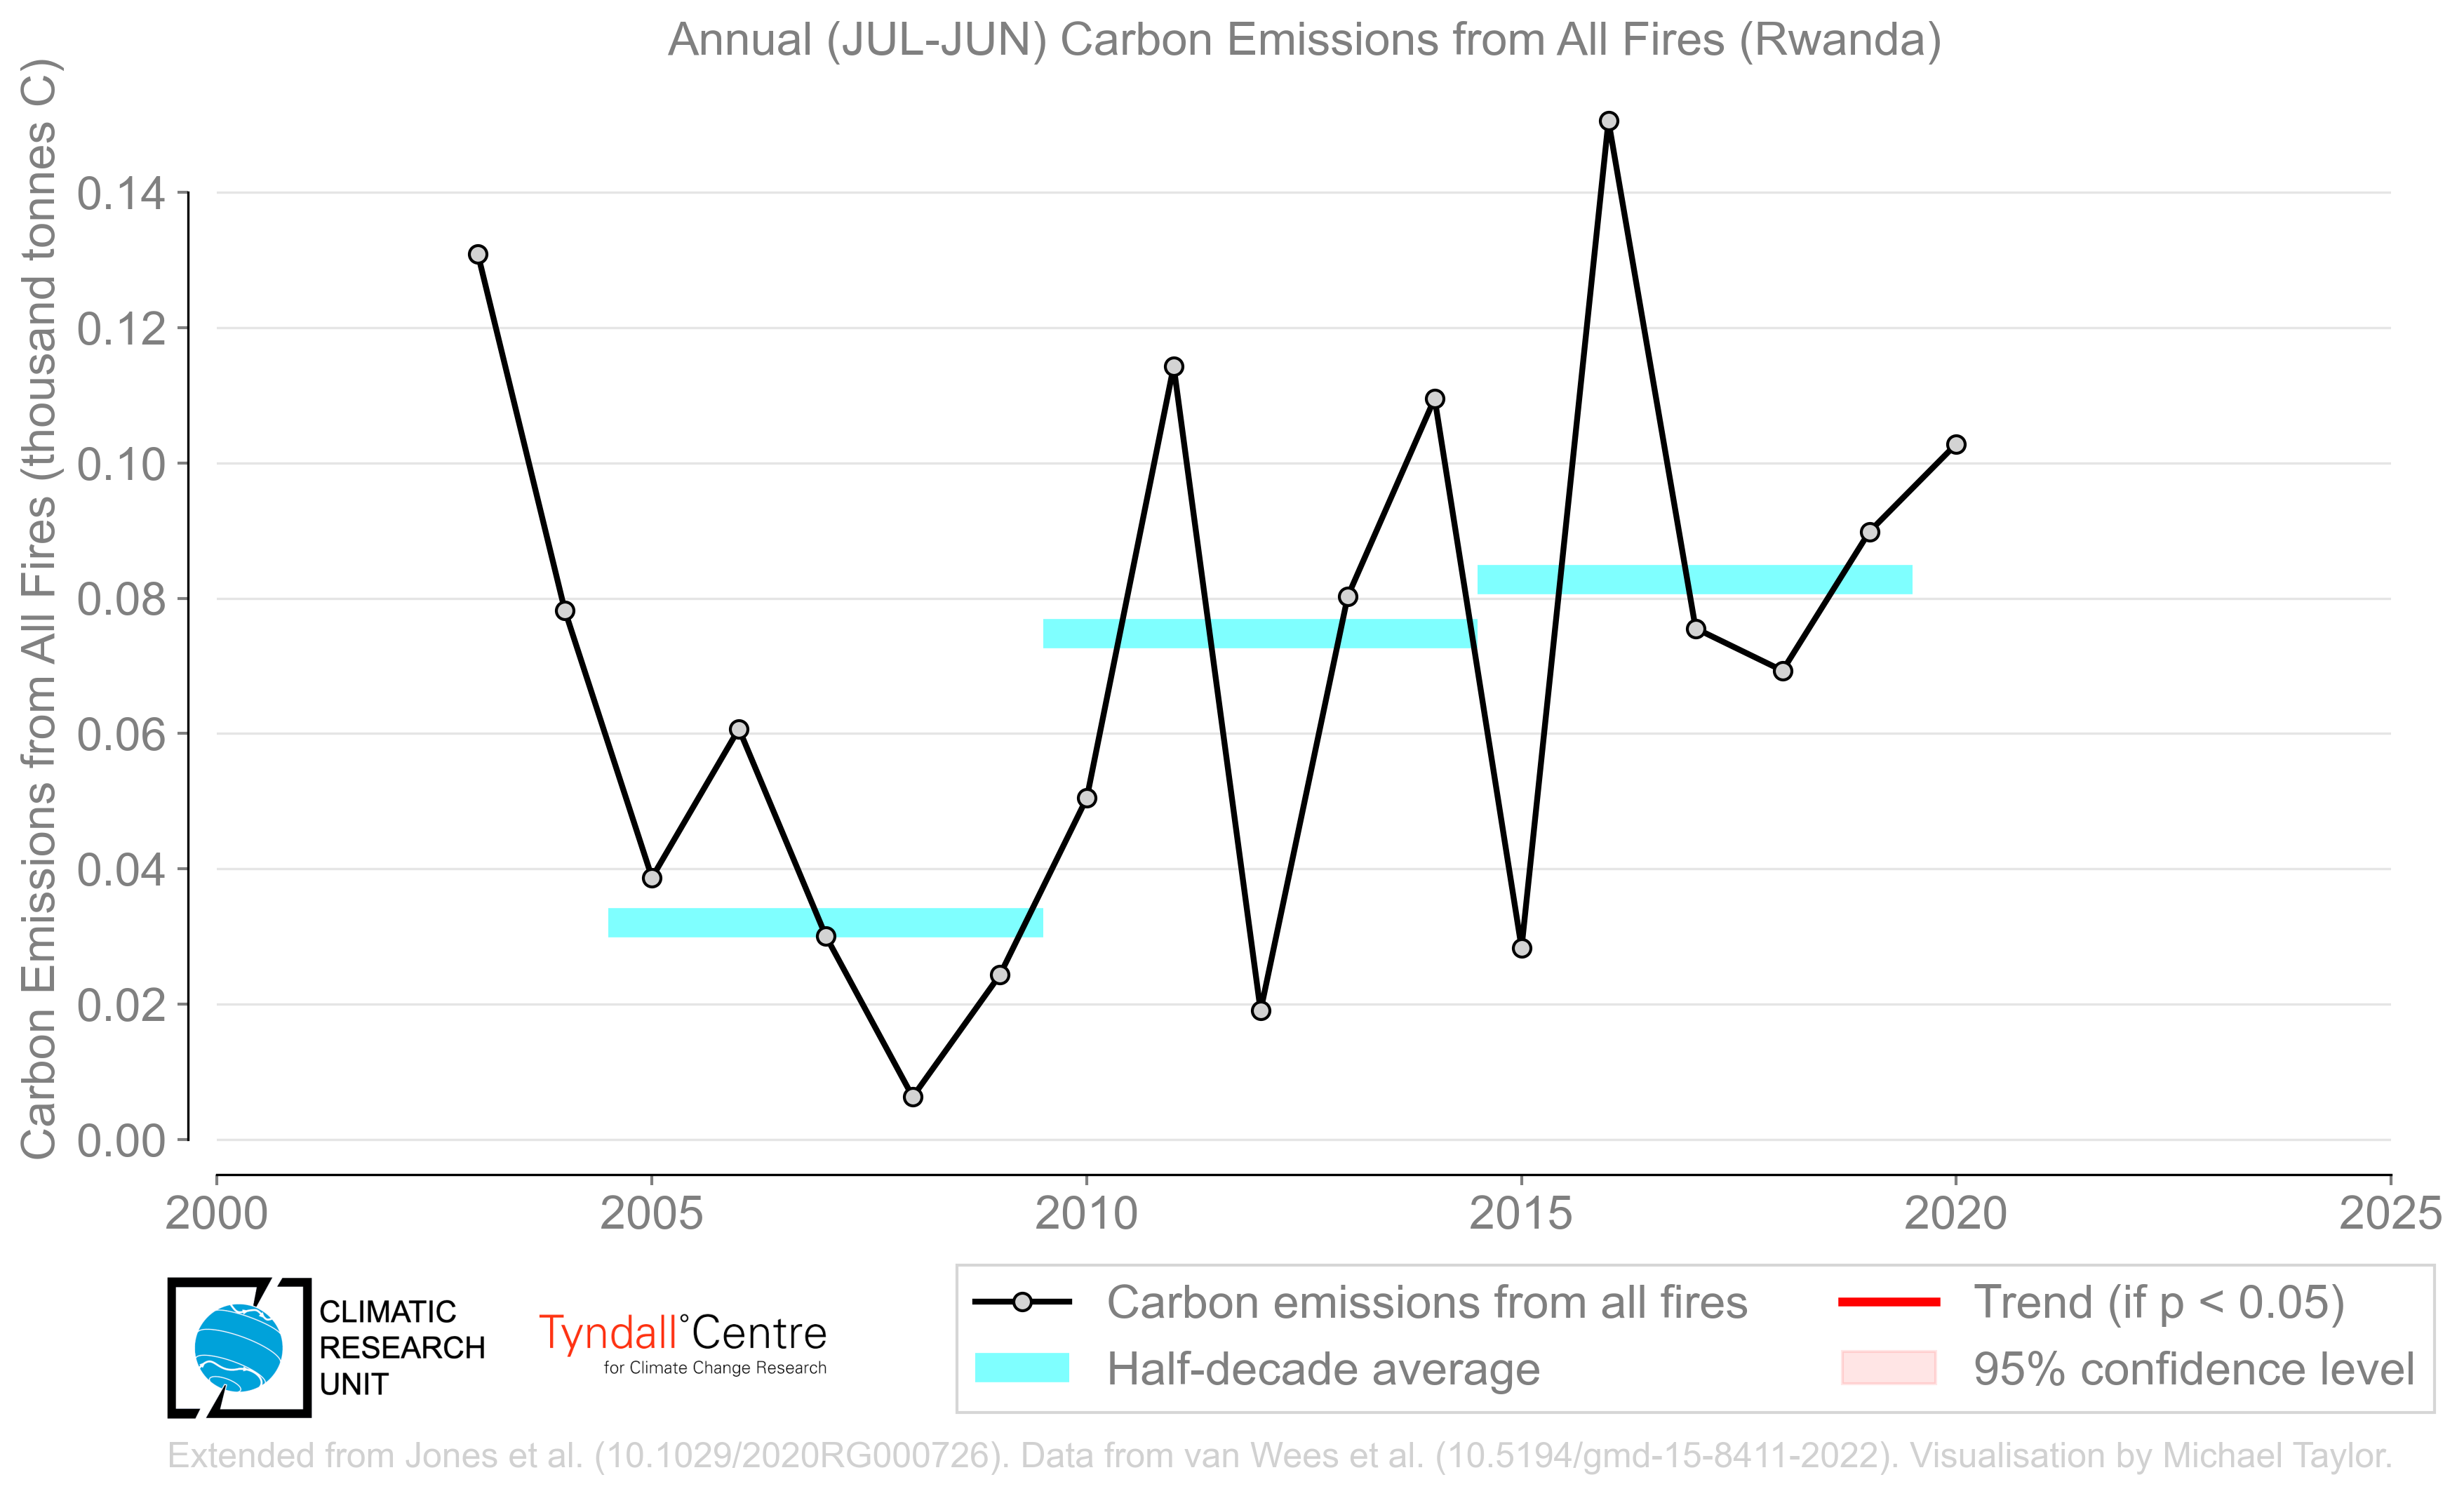 Annual (JUL-JUN) Carbon Emissions from All Fires (Rwanda)
Carbon Emissions from All Fires (thousand tonnes C)
0.14
0.12
0.10
0.08
0.06
0.04
0.02
0.00
2000 2005 2010 2015 2020 2025
CLIMATIC
RESEARCH
UNIT
Tyndall°Centre
for Climate Change Research
Carbon emissions from all fires
Half-decade average
Trend (if p < 0.05)
95% confidence level
Extended from Jones et al. (10.1029/2020RG000726). Data from van Wees et al. (10.5194/gmd-15-8411-2022). Visualisation by Michael Taylor.